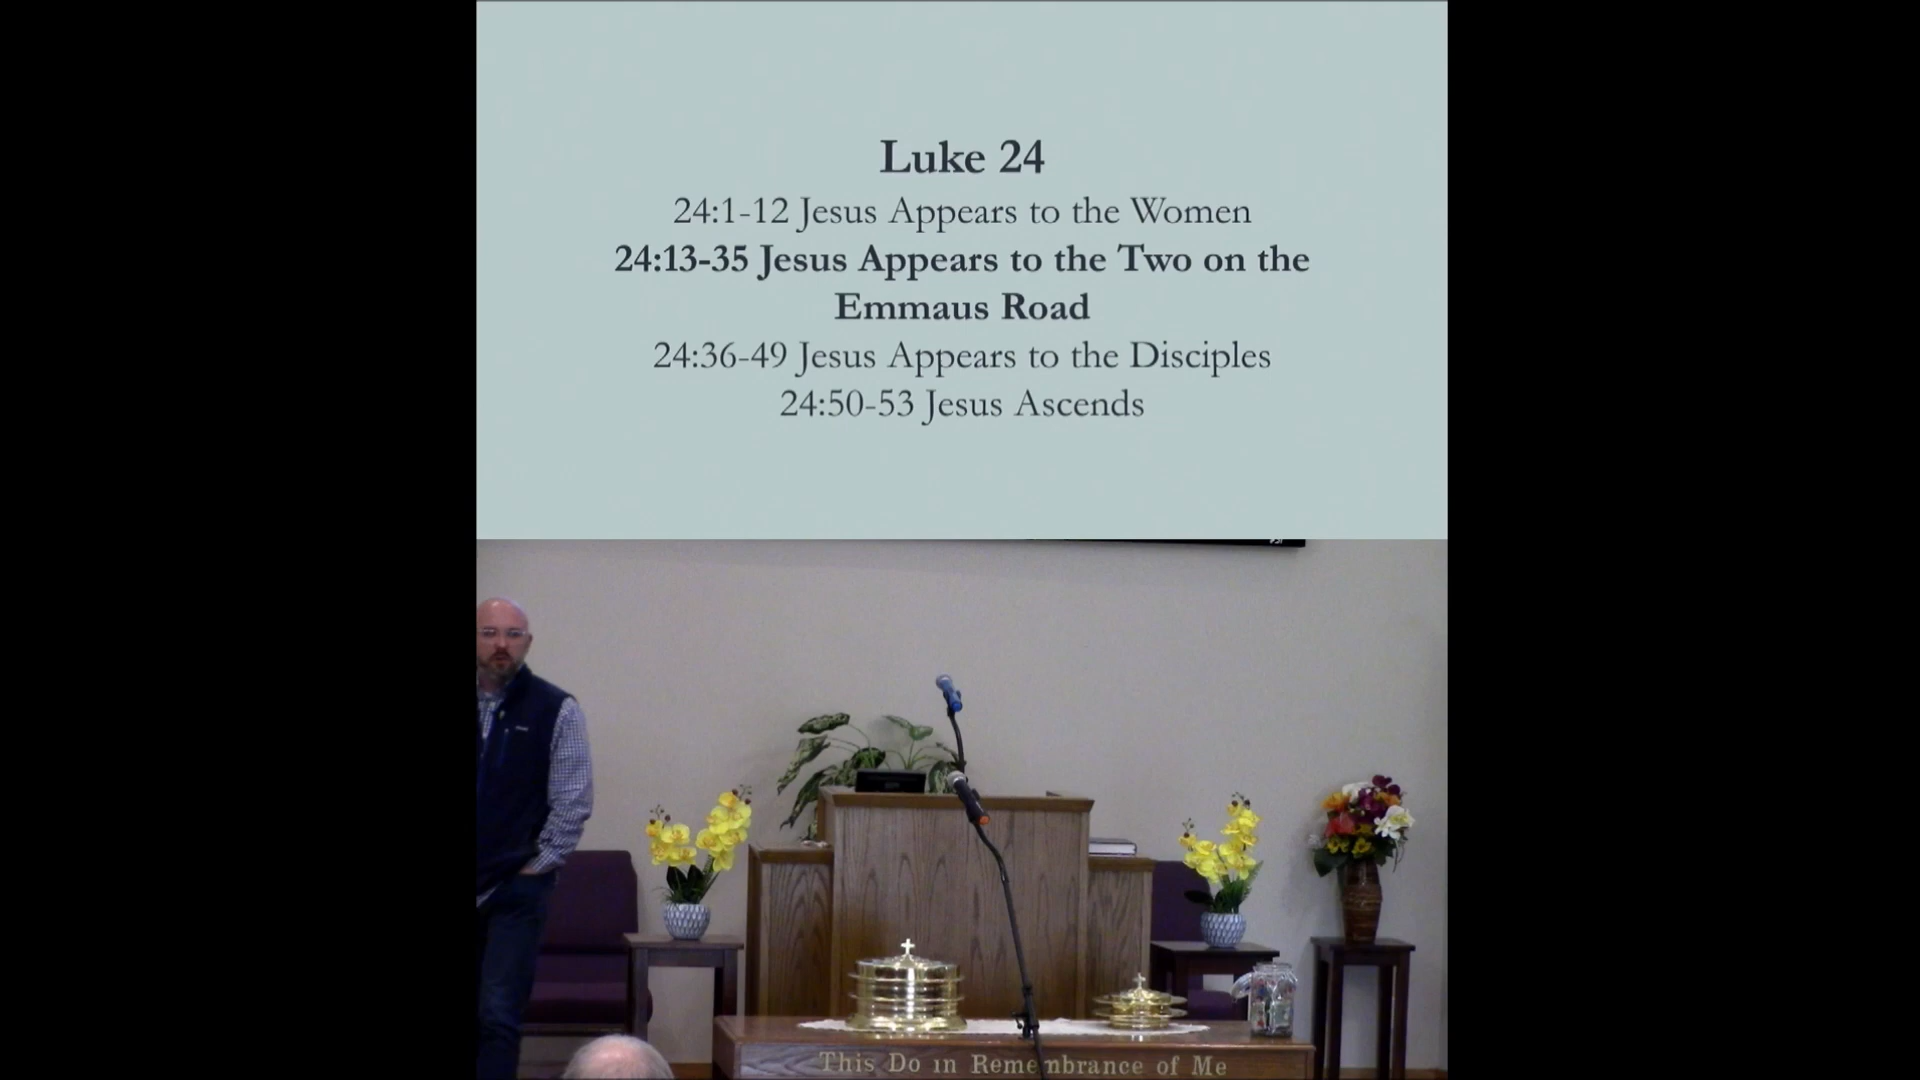 Luke 24
24:1-12 Jesus Appears to the Women
24:13-35 Jesus Appears to the Two on the
Emmaus Road
24:36-49 Jesus Appears to the Disciples
24:50-53 Jesus Ascends
This Do in Remembrance of Me